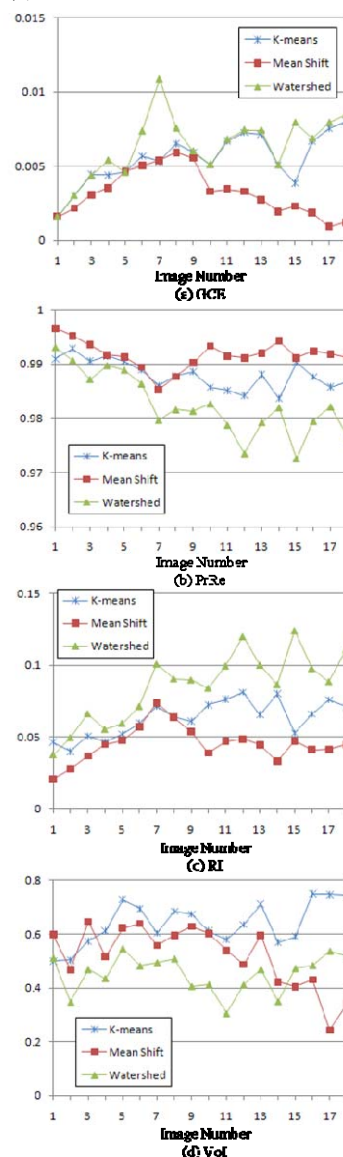 0.015
K-means
Mean Shift
Watershed
0.01
0.005
0
1 3 5 7 9 11 13 15 17
Image Number
(a) GCE
1
0.99
0.98
0.97
0.96
K-means
Mean Shift
Watershed
1 3 5 7 9 11 13 15 17
Image Number
(b) PrRe
0.15
K-means
Mean Shift
Watershed
0.1
0.05
0
1 3 5 7 9 11 13 15 17
Image Number
(c) RI
0.8
0.6
0.4
0.2
0
K-means
Mean Shift
Watershed
1 3 5 7 9 11 13 15 17
Image Number
(d) VoI